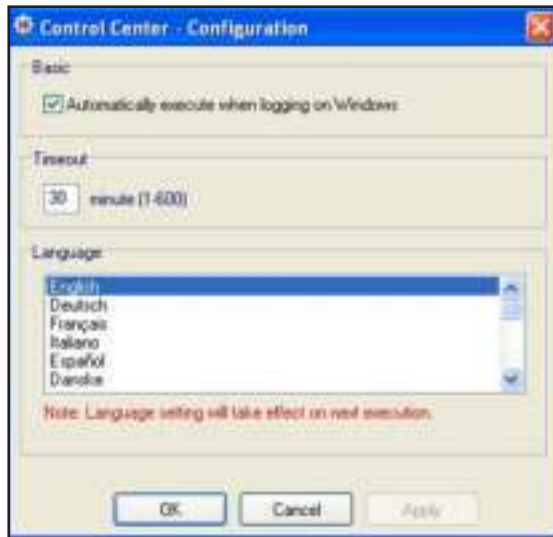 Control Center - Configuration
Basic
Automatically execute when logging on Windows
Timeout
30 minute (1-600)
Language
English
Deutsch
Français
Italiano
Español
Danske
Note: Language setting will take effect on next execution.
OK Cancel Apply